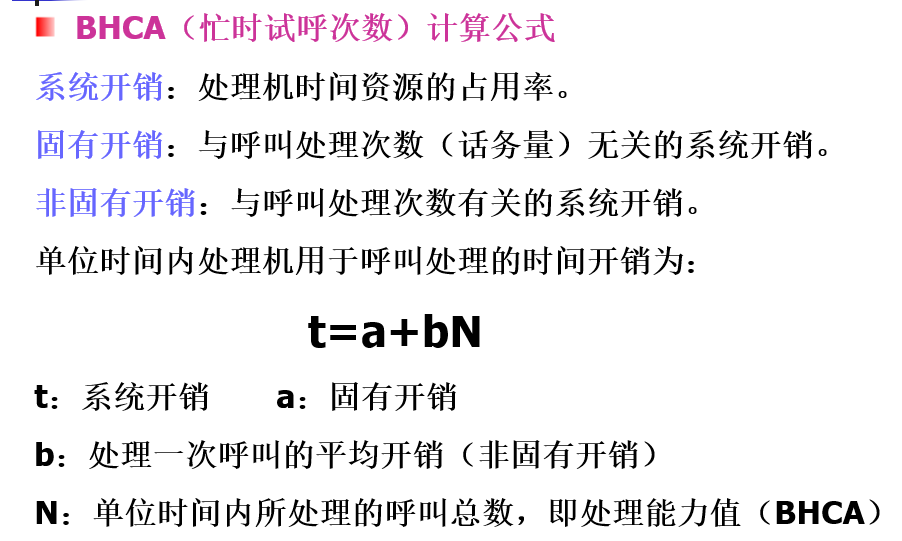 BHCA（忙时试呼次数）计算公式
系统开销：处理机时间资源的占用率。
固有开销：与呼叫处理次数（话务量）无关的系统开销。
非固有开销：与呼叫处理次数有关的系统开销。
单位时间内处理机用于呼叫处理的时间开销为：
t=a+bN
t：系统开销 a：固有开销
b：处理一次呼叫的平均开销（非固有开销）
N：单位时间内所处理的呼叫总数，即处理能力值（BHCA）